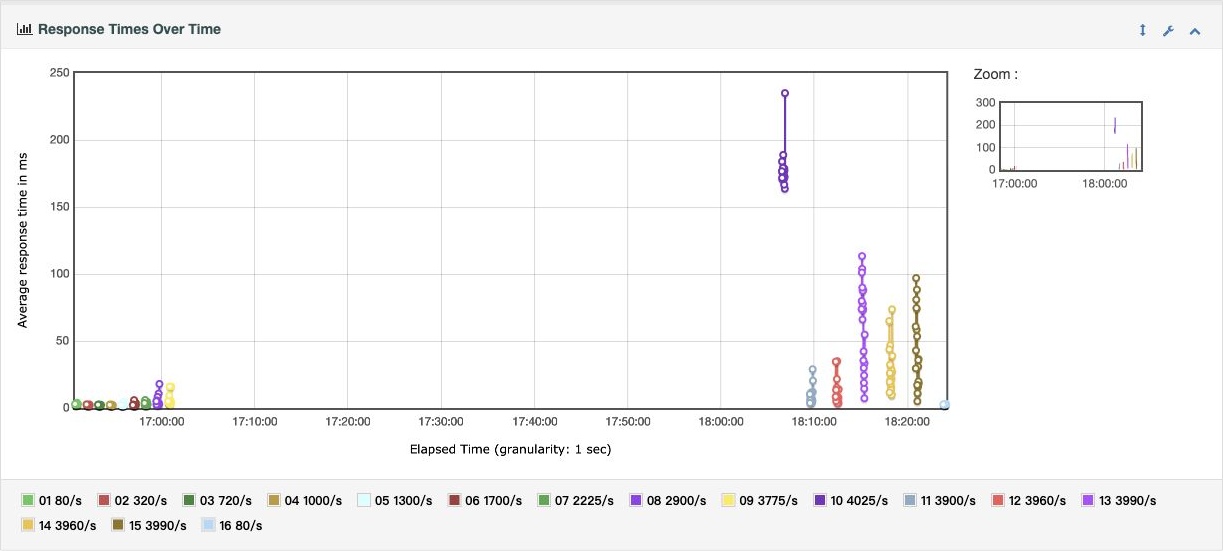 Response Times Over Time
Zoom :
250
200
150
100
50
0
Average response time in ms
300
200
100
0
17:00:00 18:00:00
17:00:00 17:10:00 17:20:00 17:30:00 17:40:00 17:50:00 18:00:00 18:10:00 18:20:00
Elapsed Time (granularity: 1 sec)
01 80/s 02 320/s 03 720/s 04 1000/s 05 1300/s 06 1700/s 07 2225/s 08 2900/s 09 3775/s 10 4025/s 11 3900/s 12 3960/s 13 3990/s
14 3960/s 15 3990/s 16 80/s